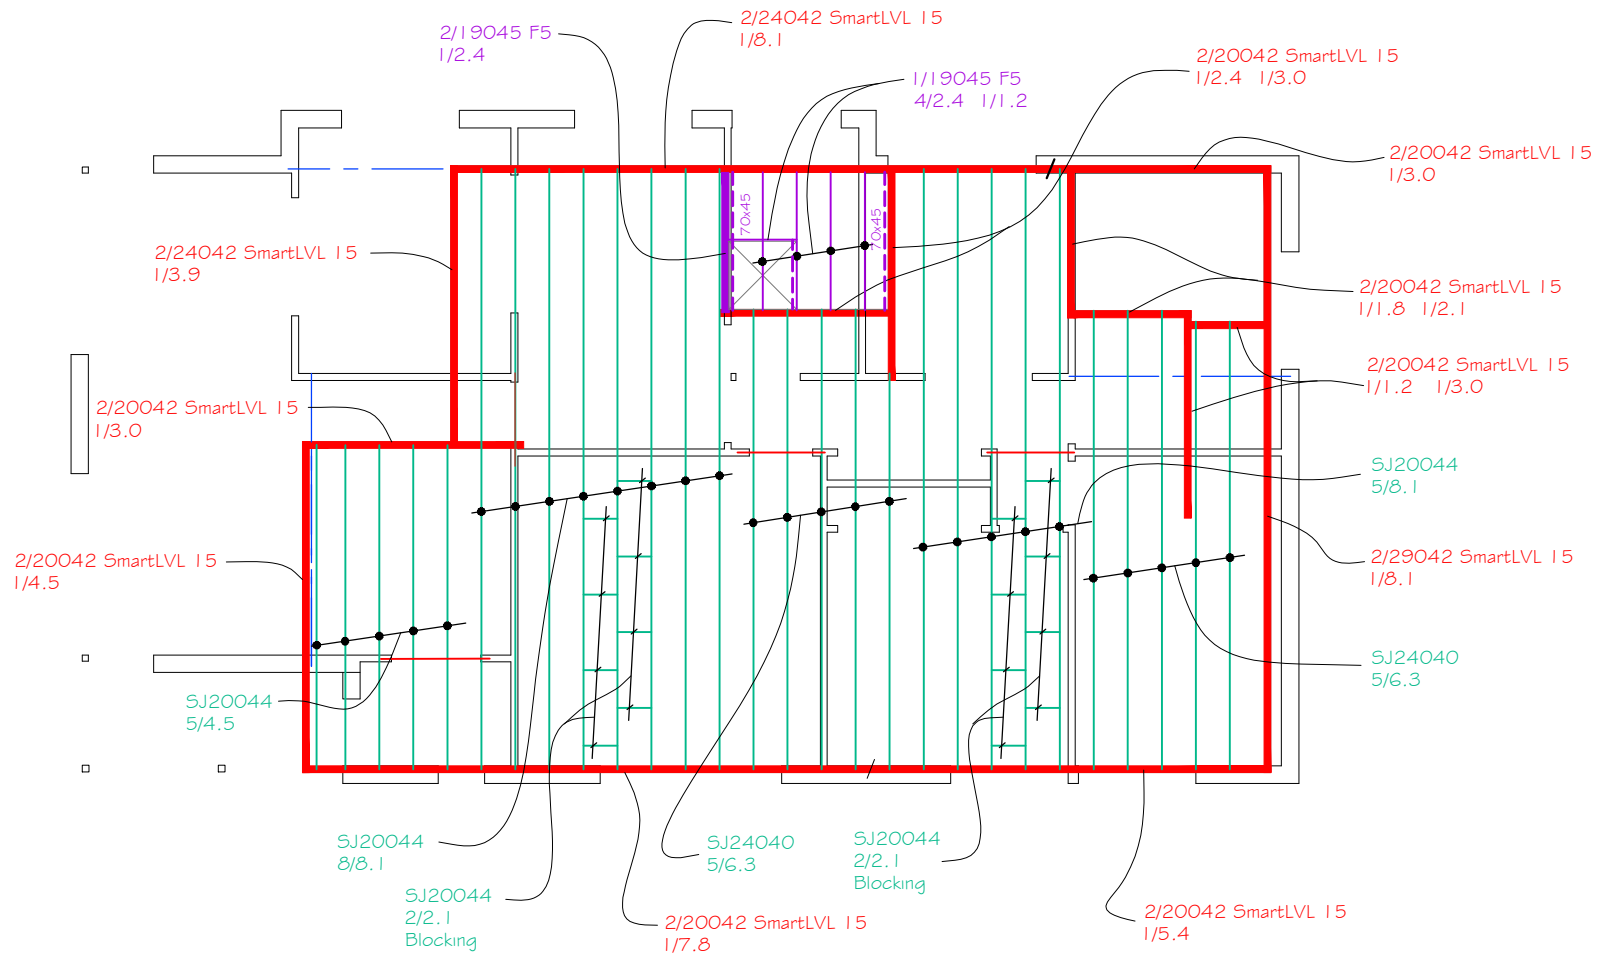 2/24042 SmartLVL 15
1/8.1
2/19045 F5
1/2.4
2/20042 SmartLVL 15
1/2.4 1/3.0
1/19045 F5
4/2.4 1/1.2
2/20042 SmartLVL 15
1/3.0
70x45
70x45
2/24042 SmartLVL 15
1/3.9
2/20042 SmartLVL 15
1/1.8 1/2.1
2/20042 SmartLVL 15
1/1.2 1/3.0
2/20042 SmartLVL 15
1/3.0
SJ20044
5/8.1
2/20042 SmartLVL 15
1/4.5
2/29042 SmartLVL 15
1/8.1
SJ24040
5/6.3
SJ20044
5/4.5
SJ20044
8/8.1
SJ24040
5/6.3
SJ20044
2/2.1
Blocking
SJ20044
2/2.1
Blocking
2/20042 SmartLVL 15
1/7.8
2/20042 SmartLVL 15
1/5.4